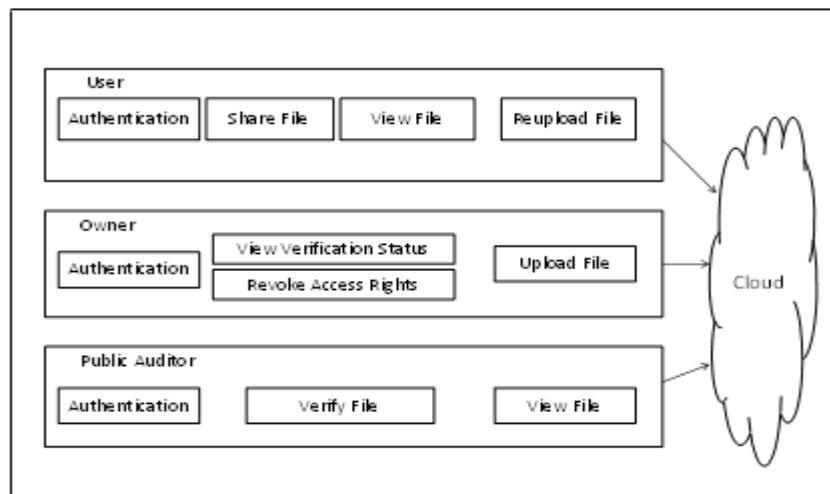 User
Authentication
Share File
View File
Reupload File
Owner
Authentication
View Verification Status
Revoke Access Rights
Upload File
Cloud
Public Auditor
Authentication
Verify File
View File